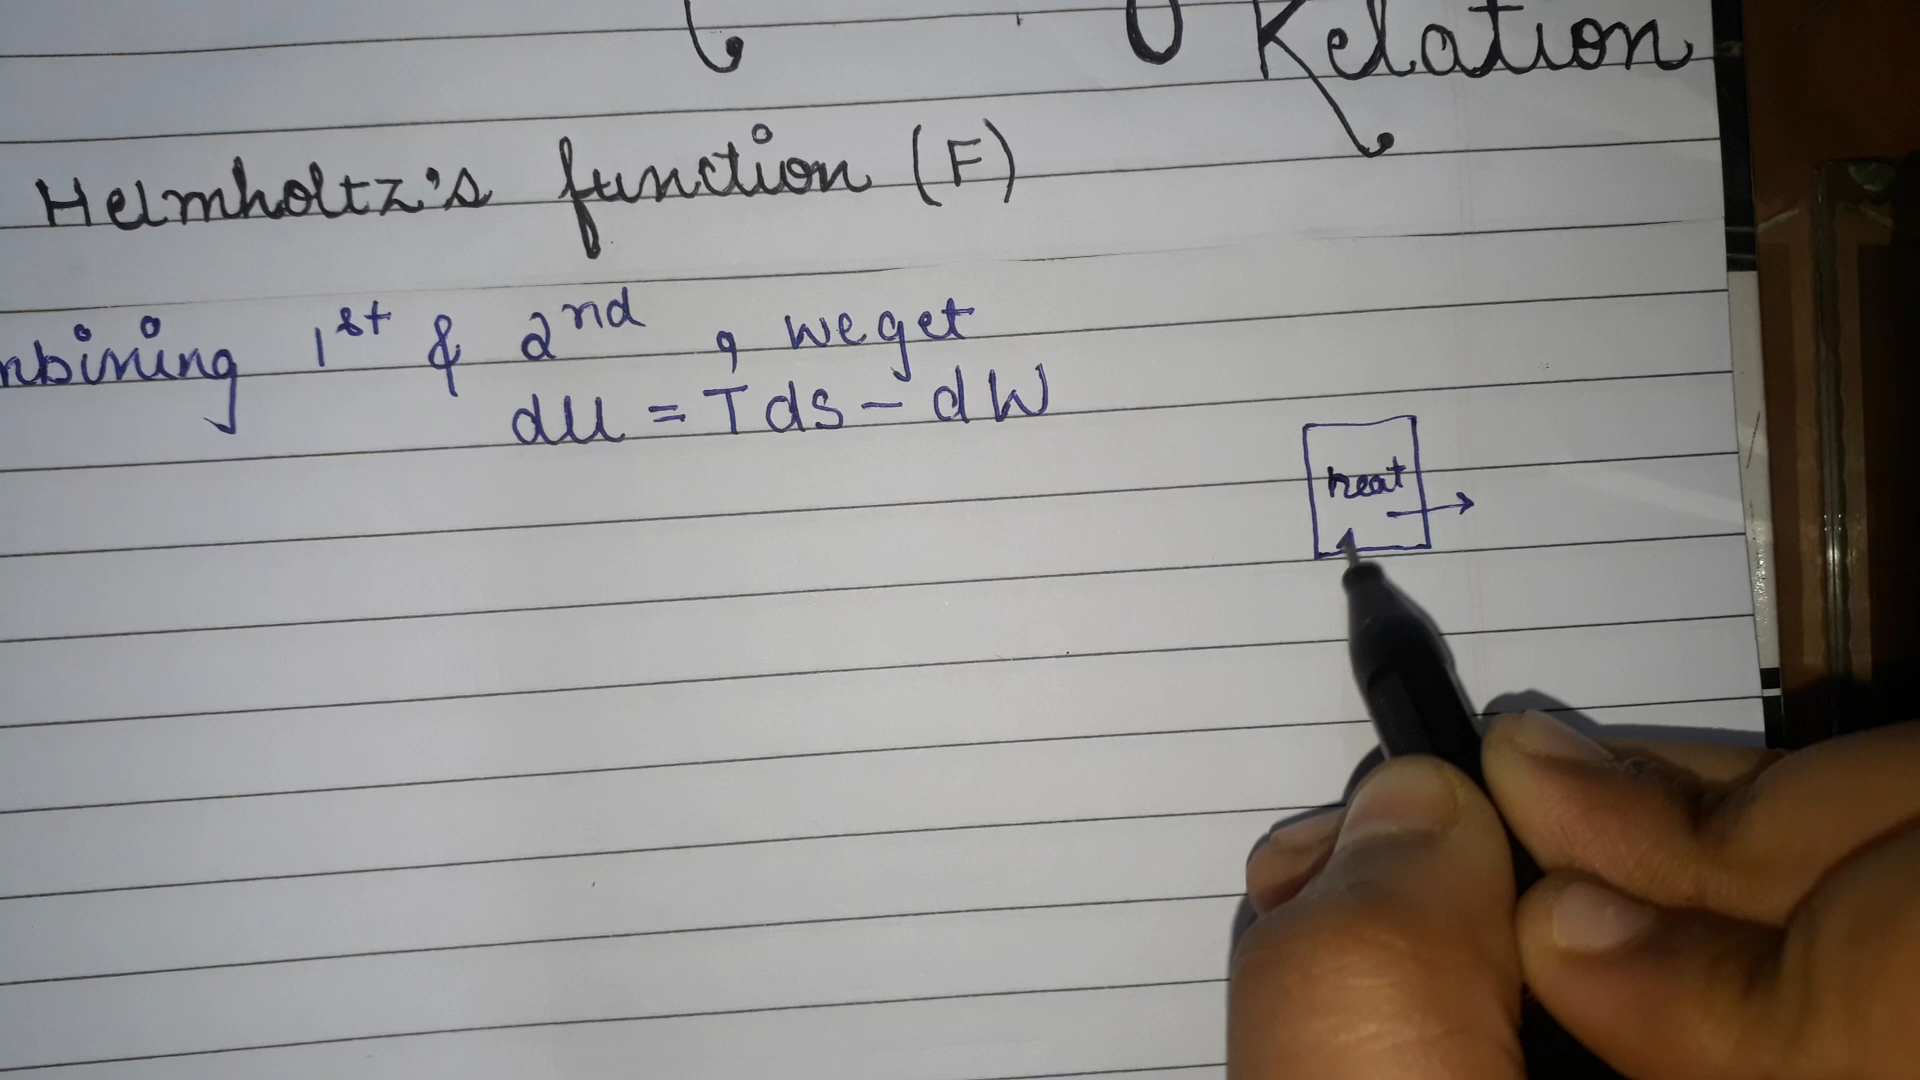 Relation
Helmholtz's function (F)
nbining 1st & 2nd , we get
dU = Tds - dW
heat